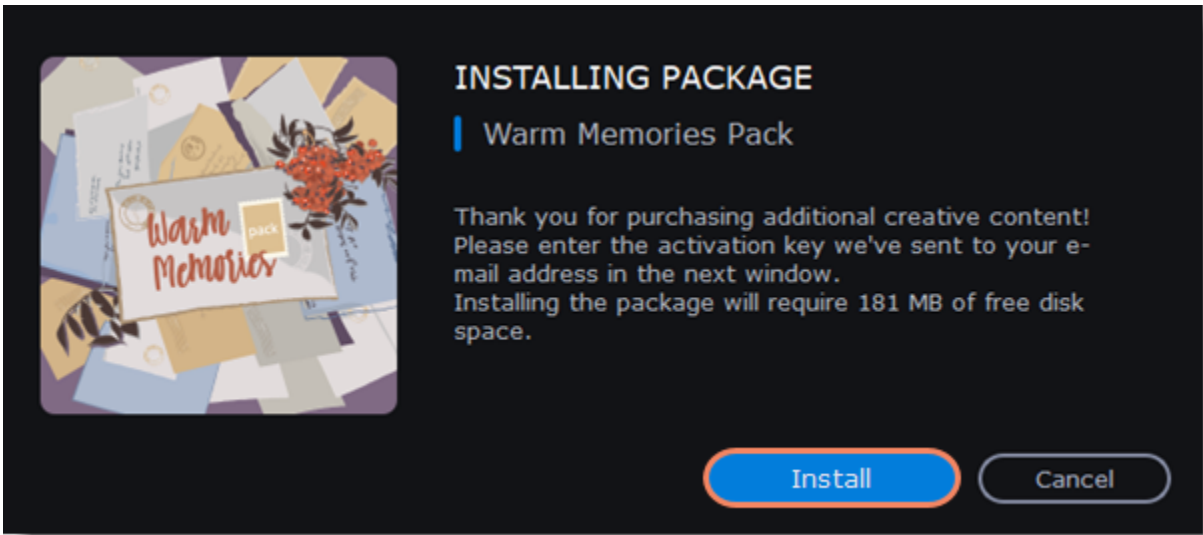 INSTALLING PACKAGE
Warm Memories Pack
Thank you for purchasing additional creative content!
Please enter the activation key we've sent to your e-
mail address in the next window.
Installing the package will require 181 MB of free disk
space.
Warm
pack
Memories
Install
Cancel